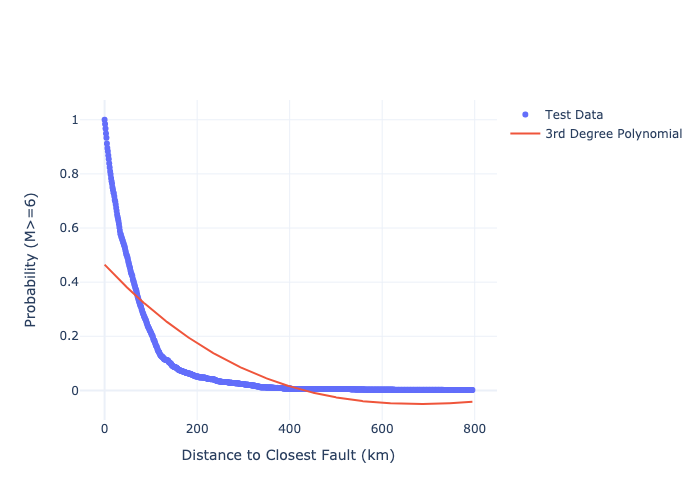 Test Data
3rd Degree Polynomial
1
0.8
0.6
0.4
0.2
0
Probability (M>=6)
0 200 400 600 800
Distance to Closest Fault (km)